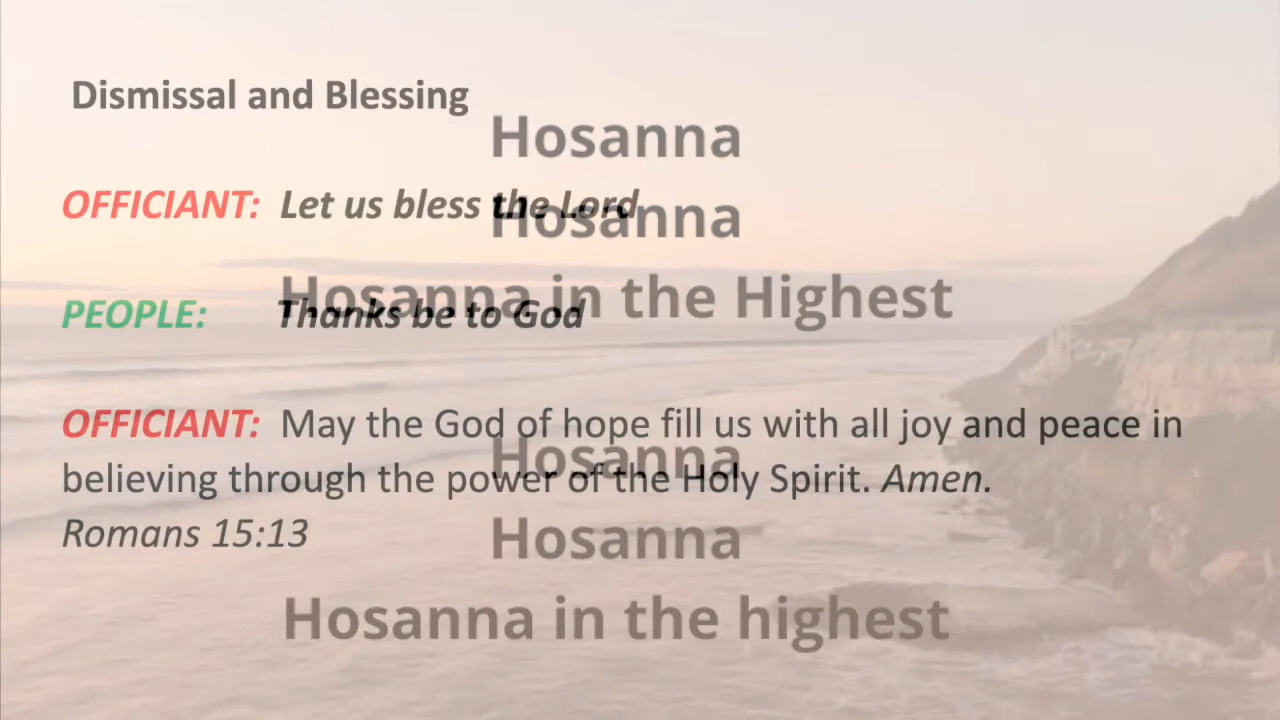 Dismissal and Blessing
OFFICIANT: Let us bless the Lord
PEOPLE: Thanks be to God
OFFICIANT: May the God of hope fill us with all joy and peace in
believing through the power of the Holy Spirit. Amen.
Romans 15:13
Hosanna
Hosanna
Hosanna in the Highest
Hosanna
Hosanna
Hosanna in the highest